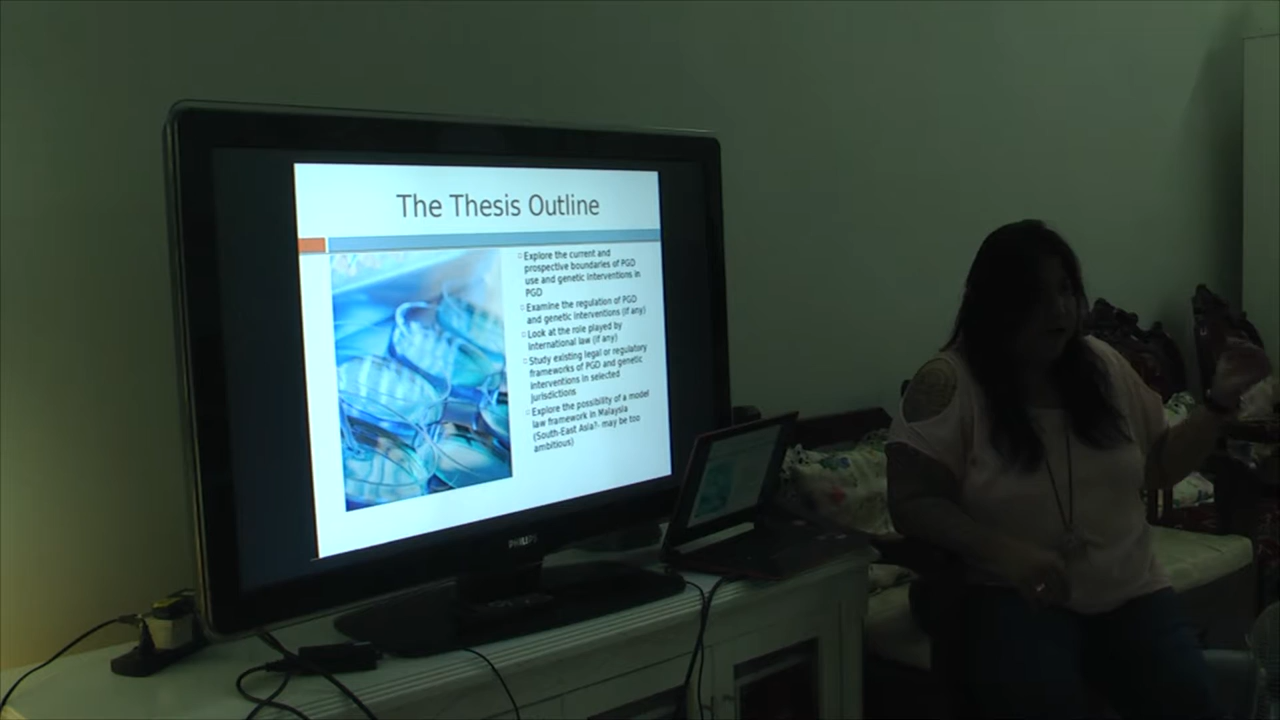 The Thesis Outline
Explore the current and
prospective boundaries of PGD
use and genetic interventions in
PGD
Examine the regulation of PGD
and genetic interventions (if any)
Look at the role played by
international law (if any)
Study existing legal or regulatory
frameworks of PGD and genetic
interventions in selected
jurisdictions
Explore the possibility of a model
law framework in Malaysia
(South-East Asia?- may be too
ambitious)
PHILIPS